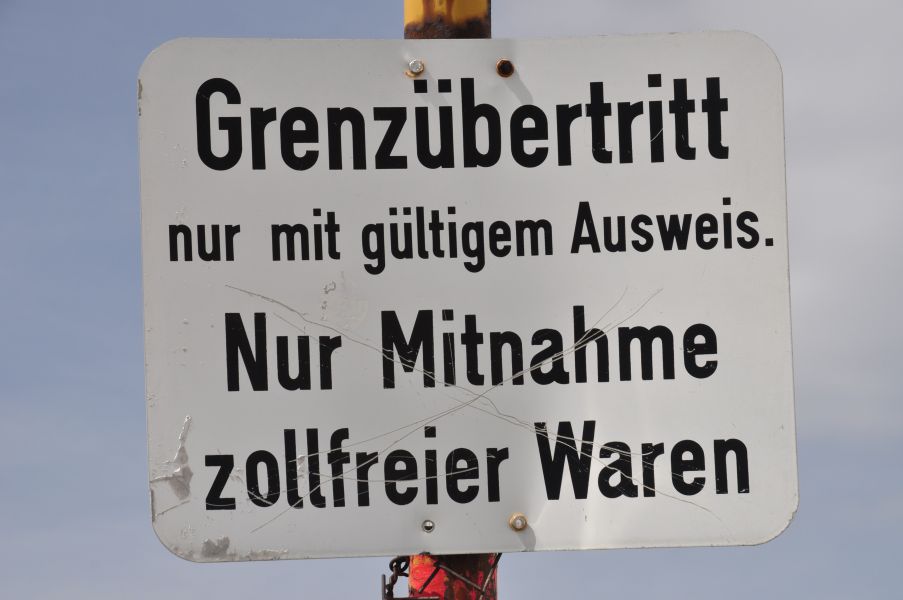 Grenzübertritt
nur mit gültigem Ausweis.
Nur Mitnahme
zollfreier Waren